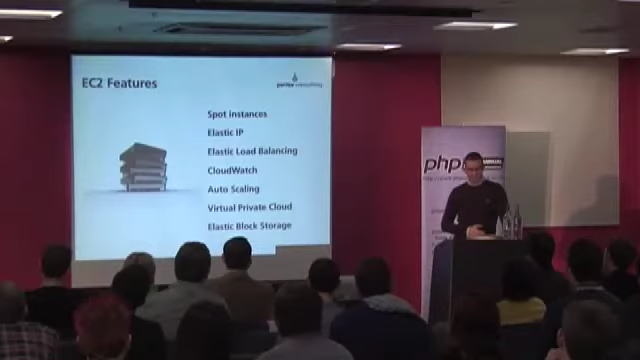 EC2 Features
Spot instances
Elastic IP
Elastic Load Balancing
CloudWatch
Auto Scaling
Virtual Private Cloud
Elastic Block Storage
php